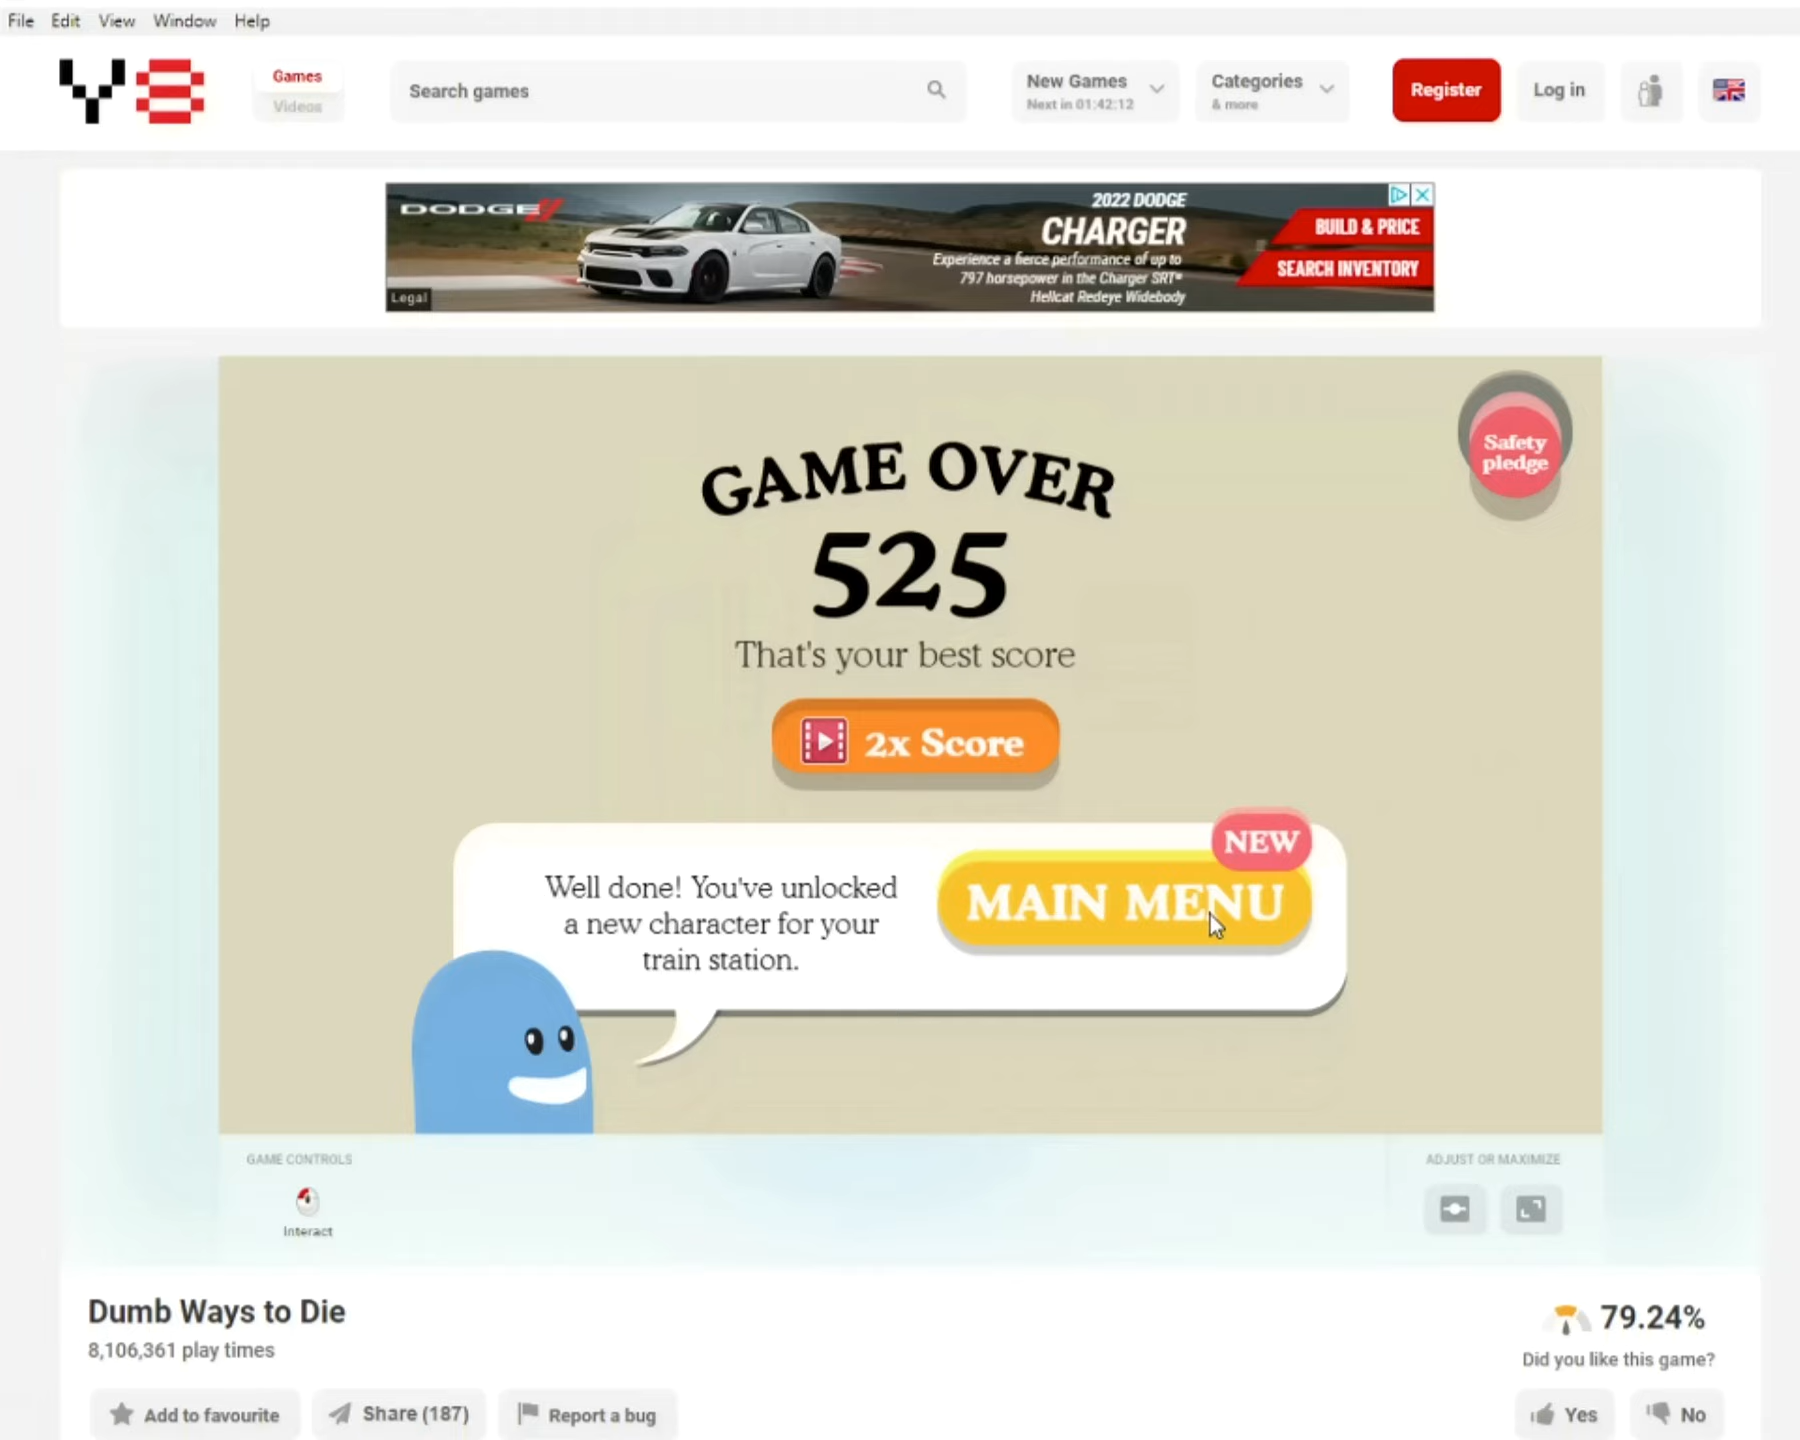 File Edit View Window Help
Y8
Games
Videos
Search games
New Games
Next in 01:42:12
Categories
& more
Register
Log in
DODGE
2022 DODGE
CHARGER
Experience a fierce performance of up to
797 horsepower in the Charger SRT®
Hellcat Redeye Widebody
BUILD & PRICE
SEARCH INVENTORY
Legal
Safety
pledge
GAME OVER
525
That's your best score
2x Score
NEW
Well done! You've unlocked
a new character for your
train station.
MAIN MENU
GAME CONTROLS
Interact
ADJUST OR MAXIMIZE
Dumb Ways to Die
8,106,361 play times
79.24%
Did you like this game?
Add to favourite
Share (187)
Report a bug
Yes
No